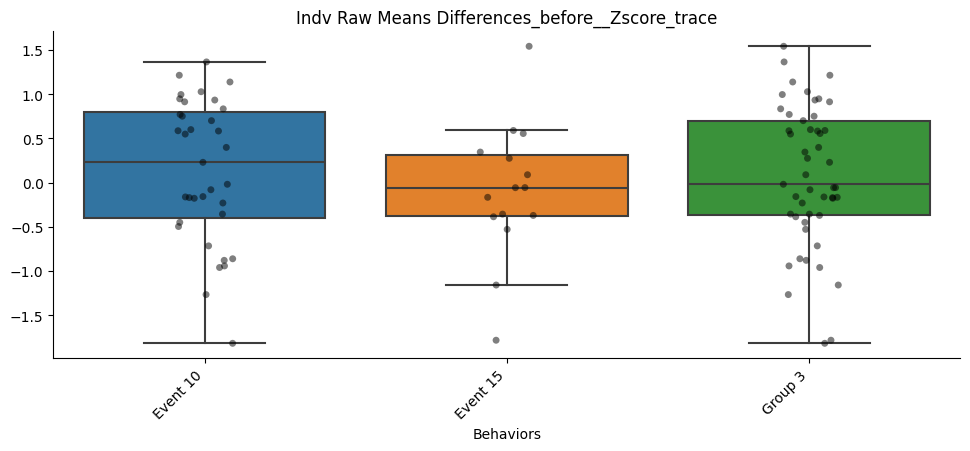 Indv Raw Means Differences_before__Zscore_trace
1.5
1.0
0.5
0.0
−0.5
−1.0
−1.5
Event 10
Event 15
Group 3
Behaviors